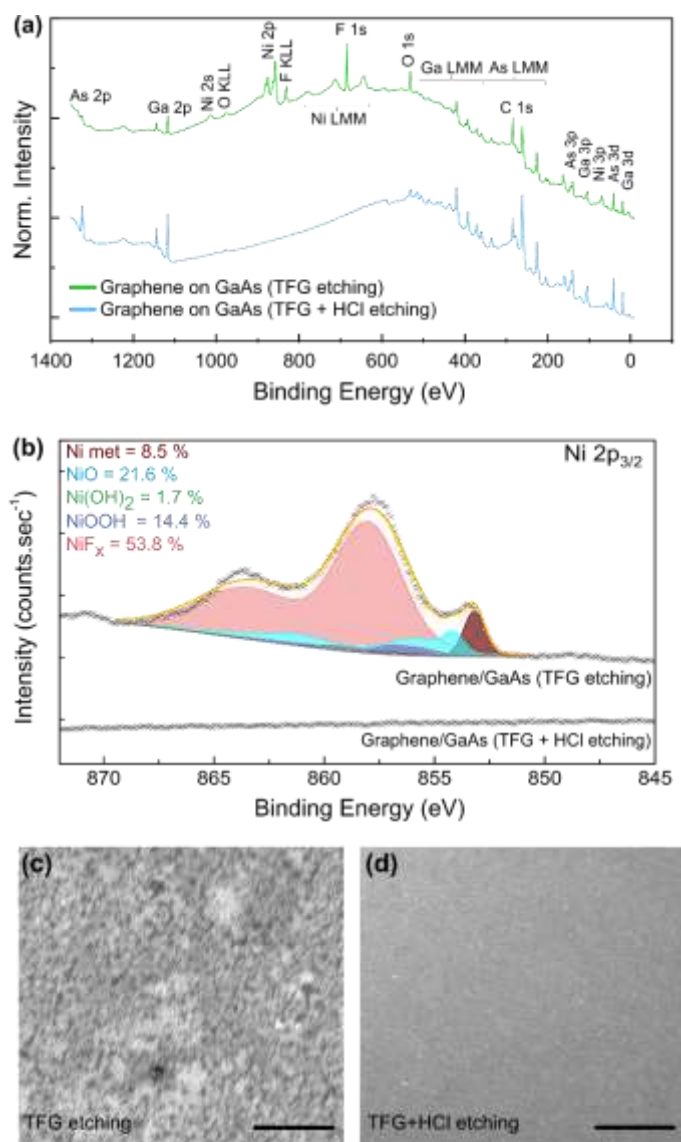 (a)
As 2p
Ga 2p
Ni 2s
O KLL
Ni 2p
F KLL
F 1s
Ni LMM
O 1s
Ga LMM
As LMM
C 1s
As 3p
Ga 3p
Ni 3p
As 3d
Ga 3d
Norm. Intensity
Graphene on GaAs (TFG etching)
Graphene on GaAs (TFG + HCl etching)
1400 1200 1000 800 600 400 200 0
Binding Energy (eV)
(b)
Ni met = 8.5 %
NiO = 21.6 %
Ni(OH)2 = 1.7 %
NiOOH = 14.4 %
NiFx = 53.8 %
Ni 2p3/2
Intensity (counts.sec-1)
Graphene/GaAs (TFG etching)
Graphene/GaAs (TFG + HCl etching)
870 865 860 855 850 845
Binding Energy (eV)
(c)
TFG etching
(d)
TFG+HCl etching